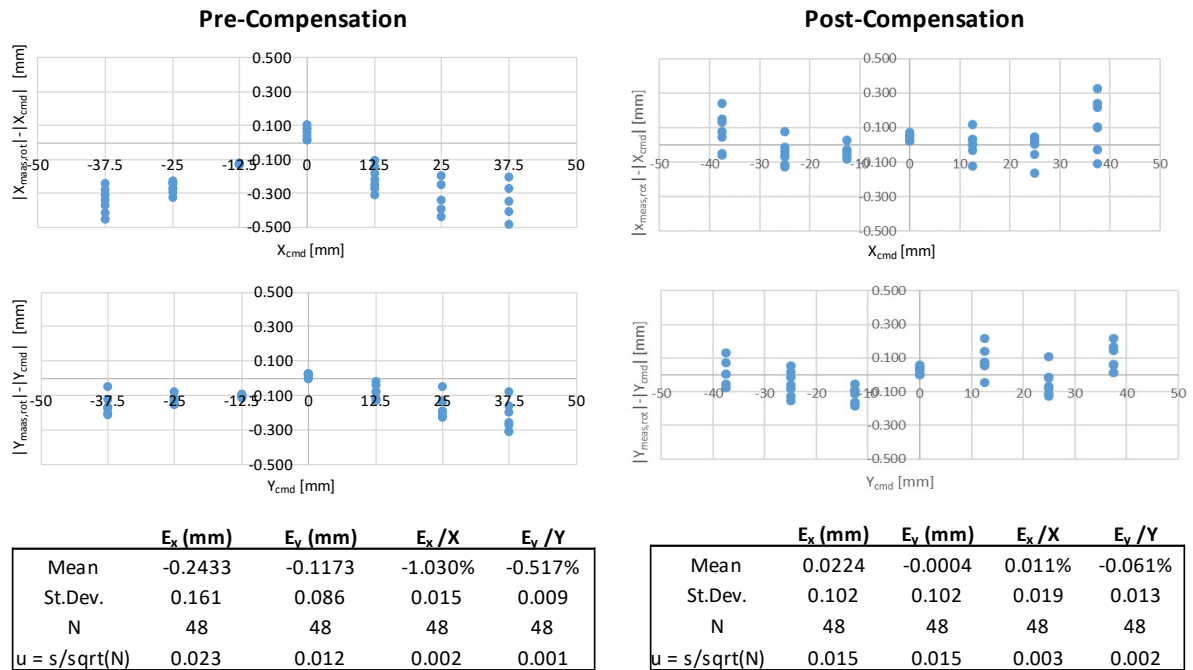 Pre-Compensation
Post-Compensation
|Xmaas,rot| - |Xcmd| [mm]
0.500
0.300
0.100
-0.100
-0.300
-0.500
-50 -37.5 -25 -12.5 0 12.5 25 37.5 50
Xcmd [mm]
|Xmeas,rot| - |Xcmd| [mm]
0.500
0.300
0.100
-0.100
-0.300
-0.500
-50 -40 -30 -20 -10 0 10 20 30 40 50
Xcmd [mm]
|Ymaas,rot| - |Ycmd| [mm]
0.500
0.300
0.100
-0.100
-0.300
-0.500
-50 -37.5 -25 -12.5 0 12.5 25 37.5 50
Ycmd [mm]
|Ymeas,rot| - |Ycmd| [mm]
0.500
0.300
0.100
-0.100
-0.300
-0.500
-50 -40 -30 -20 -10 0 10 20 30 40 50
Ycmd [mm]
Ex (mm) Ey (mm) Ex /X Ey /Y
Mean -0.2433 -0.1173 -1.030% -0.517%
St.Dev. 0.161 0.086 0.015 0.009
N 48 48 48 48
u = s/sqrt(N) 0.023 0.012 0.002 0.001
Ex (mm) Ey (mm) Ex /X Ey /Y
Mean 0.0224 -0.0004 0.011% -0.061%
St.Dev. 0.102 0.102 0.019 0.013
N 48 48 48 48
u = s/sqrt(N) 0.015 0.015 0.003 0.002